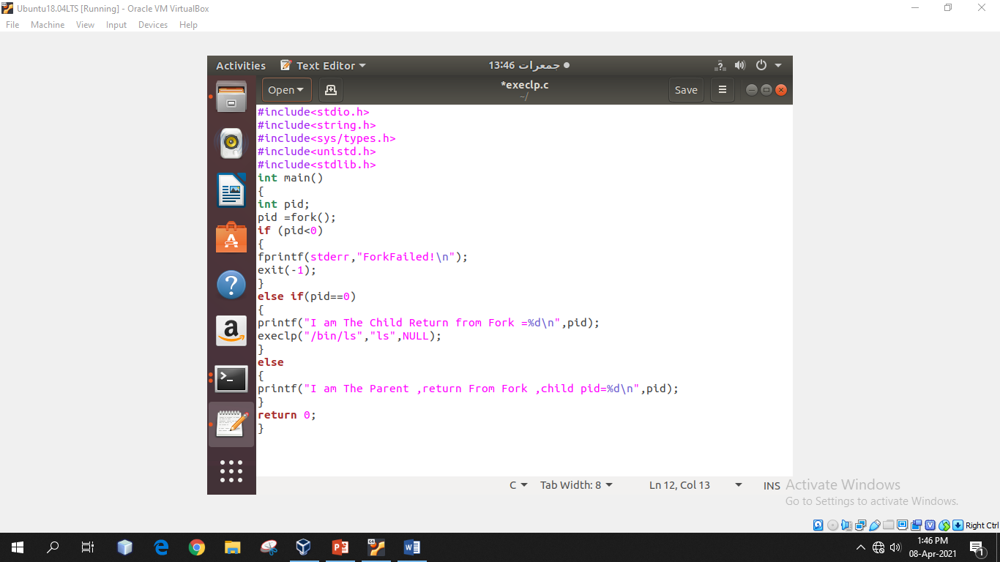 Ubuntu18.04LTS [Running] - Oracle VM VirtualBox
File Machine View Input Devices Help
Activities Text Editor 13:46 جمعرات
Open *execlp.c Save
~/
#include<stdio.h>
#include<string.h>
#include<sys/types.h>
#include<unistd.h>
#include<stdlib.h>
int main()
{
int pid;
pid =fork();
if (pid<0)
{
fprintf(stderr,"ForkFailed!\n");
exit(-1);
}
else if(pid==0)
{
printf("I am The Child Return from Fork =%d\n",pid);
execlp("/bin/ls","ls",NULL);
}
else
{
printf("I am The Parent ,return From Fork ,child pid=%d\n",pid);
}
return 0;
}
C Tab Width: 8 Ln 12, Col 13 INS
Activate Windows
Go to Settings to activate Windows.
Right Ctrl
1:46 PM
08-Apr-2021
1